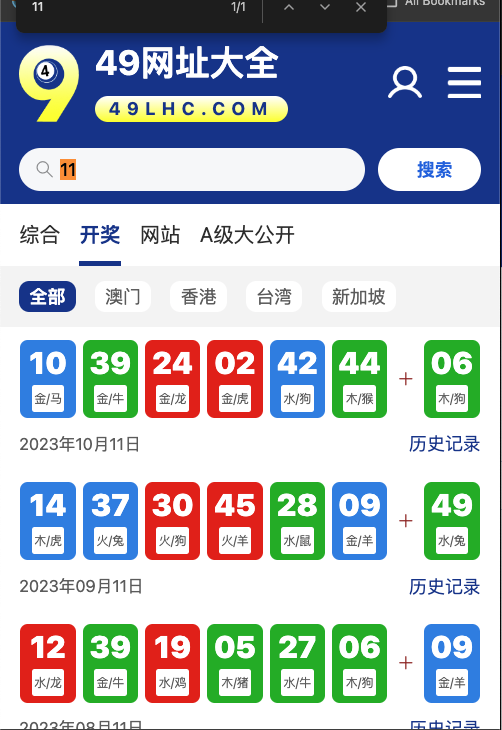 11 1/1 All Bookmarks
4
49网址大全
49LHC.COM
11 搜索
综合 开奖 网站 A级大公开
全部 澳门 香港 台湾 新加坡
10 39 24 02 42 44 + 06
金/马 金/牛 金/龙 金/虎 水/狗 木/猴 木/狗
2023年10月11日 历史记录
14 37 30 45 28 09 + 49
木/虎 火/兔 火/狗 火/羊 水/鼠 金/羊 水/兔
2023年09月11日 历史记录
12 39 19 05 27 06 + 09
水/龙 金/牛 水/鸡 木/猪 水/牛 木/狗 金/羊
2023年08月11日 历史记录